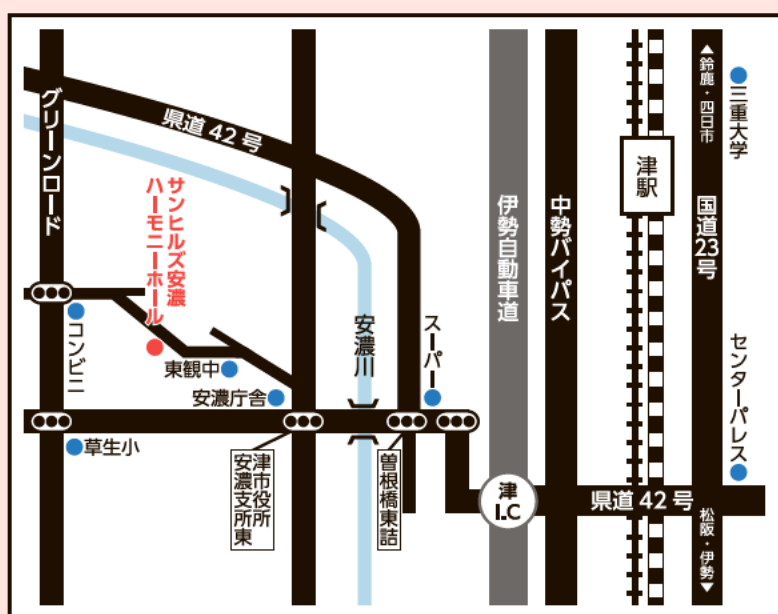 グリーンロード
県道42号
サンヒルズ安濃
ハーモニーホール
コンビニ
東観中
安濃庁舎
草生小
津市役所
安濃支所東
安濃川
スーパー
曽根橋東詰
伊勢自動車道
津
I.C
中勢バイパス
津駅
▲鈴鹿・四日市
国道23号
三重大学
センターパレス
県道42号
松阪・伊勢▼